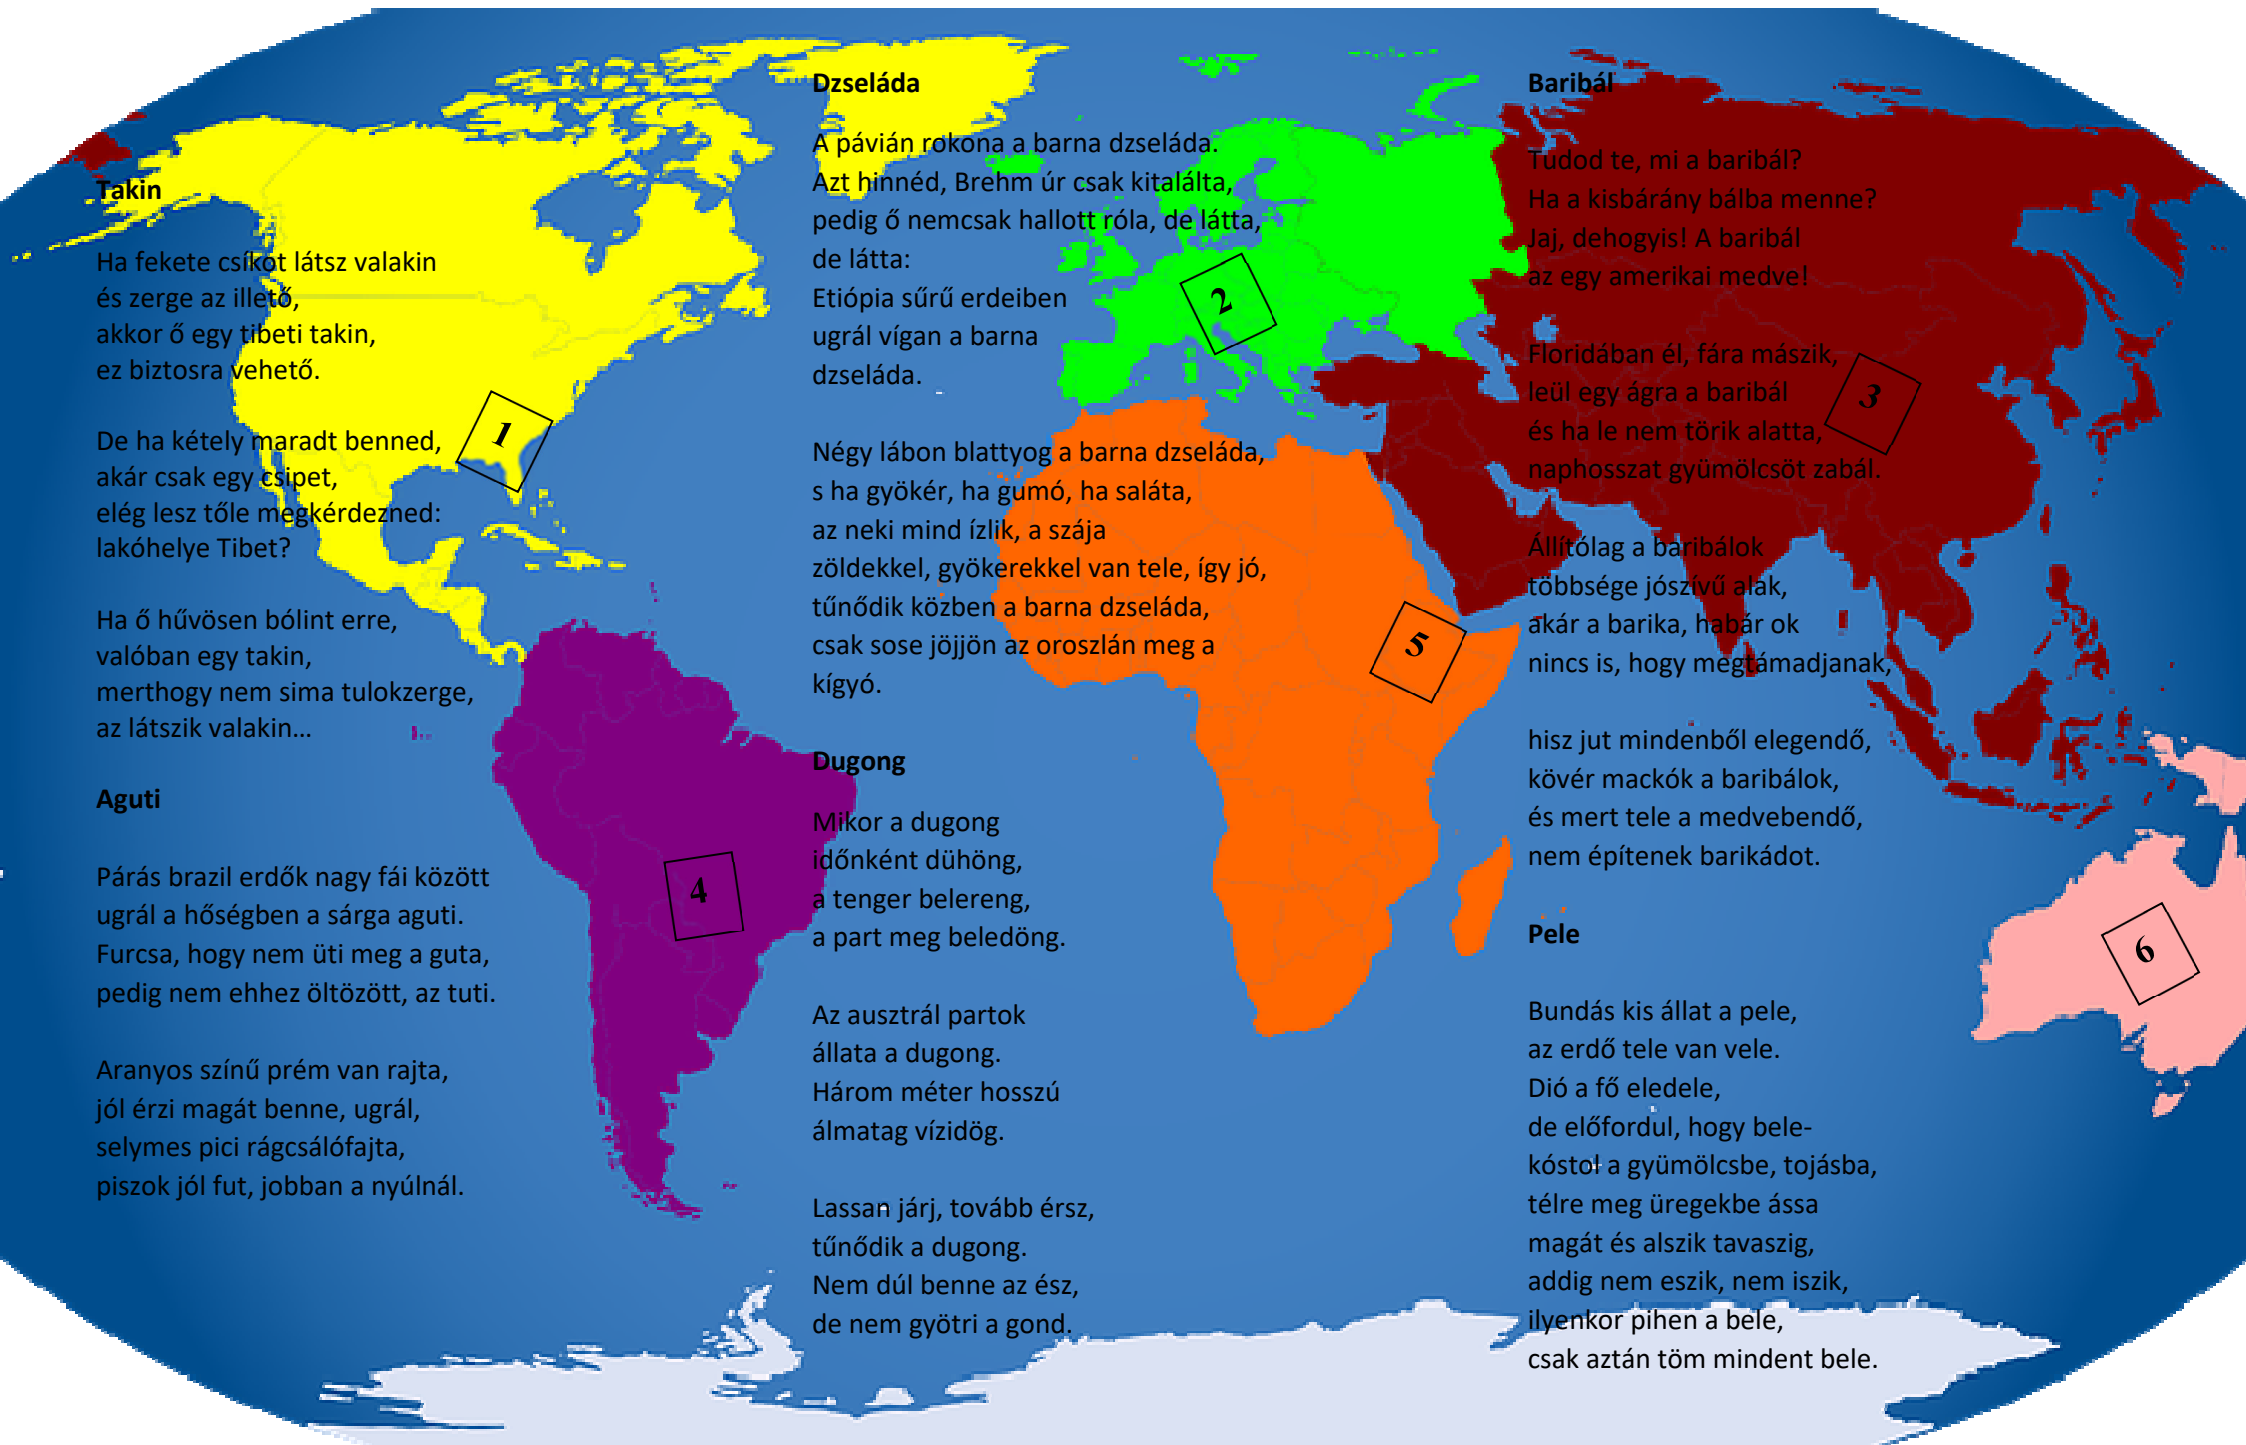 Takin
Ha fekete csíkot látsz valakin
és zerge az illető,
akkor ő egy tibeti takin,
ez biztosra vehető.
De ha kétely maradt benned,
akár csak egy csipet,
elég lesz tőle megkérdezned:
lakóhelye Tibet?
Ha ő hűvösen bólint erre,
valóban egy takin,
merthogy nem sima tulokzerge,
az látszik valakin…
Aguti
Párás brazil erdők nagy fái között
ugrál a hőségben a sárga aguti.
Furcsa, hogy nem üti meg a guta,
pedig nem ehhez öltözött, az tuti.
Aranyos színű prém van rajta,
jól érzi magát benne, ugrál,
selymes pici rágcsálófajta,
piszok jól fut, jobban a nyúlnál.
Dzseláda
A pávián rokona a barna dzseláda.
Azt hinnéd, Brehm úr csak kitalálta,
pedig ő nemcsak hallott róla, de látta,
de látta:
Etiópia sűrű erdeiben
ugrál vígan a barna
dzseláda.
Négy lábon blattyog a barna dzseláda,
s ha gyökér, ha gumó, ha saláta,
az neki mind ízlik, a szája
zöldekkel, gyökerekkel van tele, így jó,
tűnődik közben a barna dzseláda,
csak sose jöjjön az oroszlán meg a
kígyó.
Dugong
Mikor a dugong
időnként dühöng,
a tenger belereng,
a part meg beledöng.
Az ausztrál partok
állata a dugong.
Három méter hosszú
álmatag vízidög.
Lassan járj, tovább érsz,
tűnődik a dugong.
Nem dúl benne az ész,
de nem gyötri a gond.
Baribál
Tudod te, mi a baribál?
Ha a kisbárány bálba menne?
Jaj, dehogyis! A baribál
az egy amerikai medve!
Floridában él, fára mászik,
leül egy ágra a baribál
és ha le nem törik alatta,
naphosszat gyümölcsöt zabál.
Állítólag a baribálok
többsége jószívű alak,
akár a barika, habár ok
nincs is, hogy megtámadjanak,
hisz jut mindenből elegendő,
kövér mackók a baribálok,
és mert tele a medvebendő,
nem építenek barikádot.
Pele
Bundás kis állat a pele,
az erdő tele van vele.
Dió a fő eledele,
de előfordul, hogy bele-
kóstol a gyümölcsbe, tojásba,
télre meg üregekbe ássa
magát és alszik tavaszig,
addig nem eszik, nem iszik,
ilyenkor pihen a bele,
csak aztán töm mindent bele.
1
2
3
4
5
6